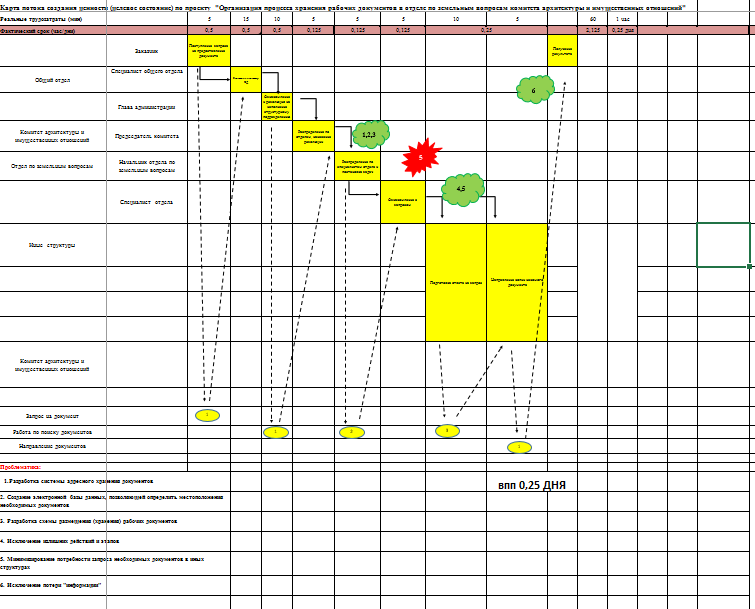 Карта потока создания ценности (целевое состояние) по проекту "Организация процесса хранения рабочих документов в отделе по земельным вопросам комитета архитектуры и имущественных отношений"
Реальные трудозатраты (мин) 5 15 10 5 5 5 10 5 60 1 час
Фактический срок (час/дни) 0,5 0,5 0,5 0,125 0,125 0,125 0,25 2,125 0,25 дня
Заказчик
Поступление запроса на предоставление документа
Получение результата
Общий отдел
Специалист общего отдела
6
Глава администрации
Комитет архитектуры и имущественных отношений
Председатель комитета
1,2,3
Отдел по земельным вопросам
Начальник отдела по земельным вопросам
Специалист отдела
4,5
Иные структуры
Подготовка ответа на запрос
Комитет архитектуры и имущественных отношений
Запрос на документ
Работа по поиску документов
Направление документов
Проблематика:
1. Разработка системы адресного хранения документов
впп 0,25 ДНЯ
2. Создание электронной базы данных, позволяющей определить местоположение необходимых документов
3. Разработка схемы размещения (хранения) рабочих документов
4. Исключение излишних действий и этапов
5. Минимизирование потребности запроса необходимых документов в иных структурах
6. Исключение потери "информации"